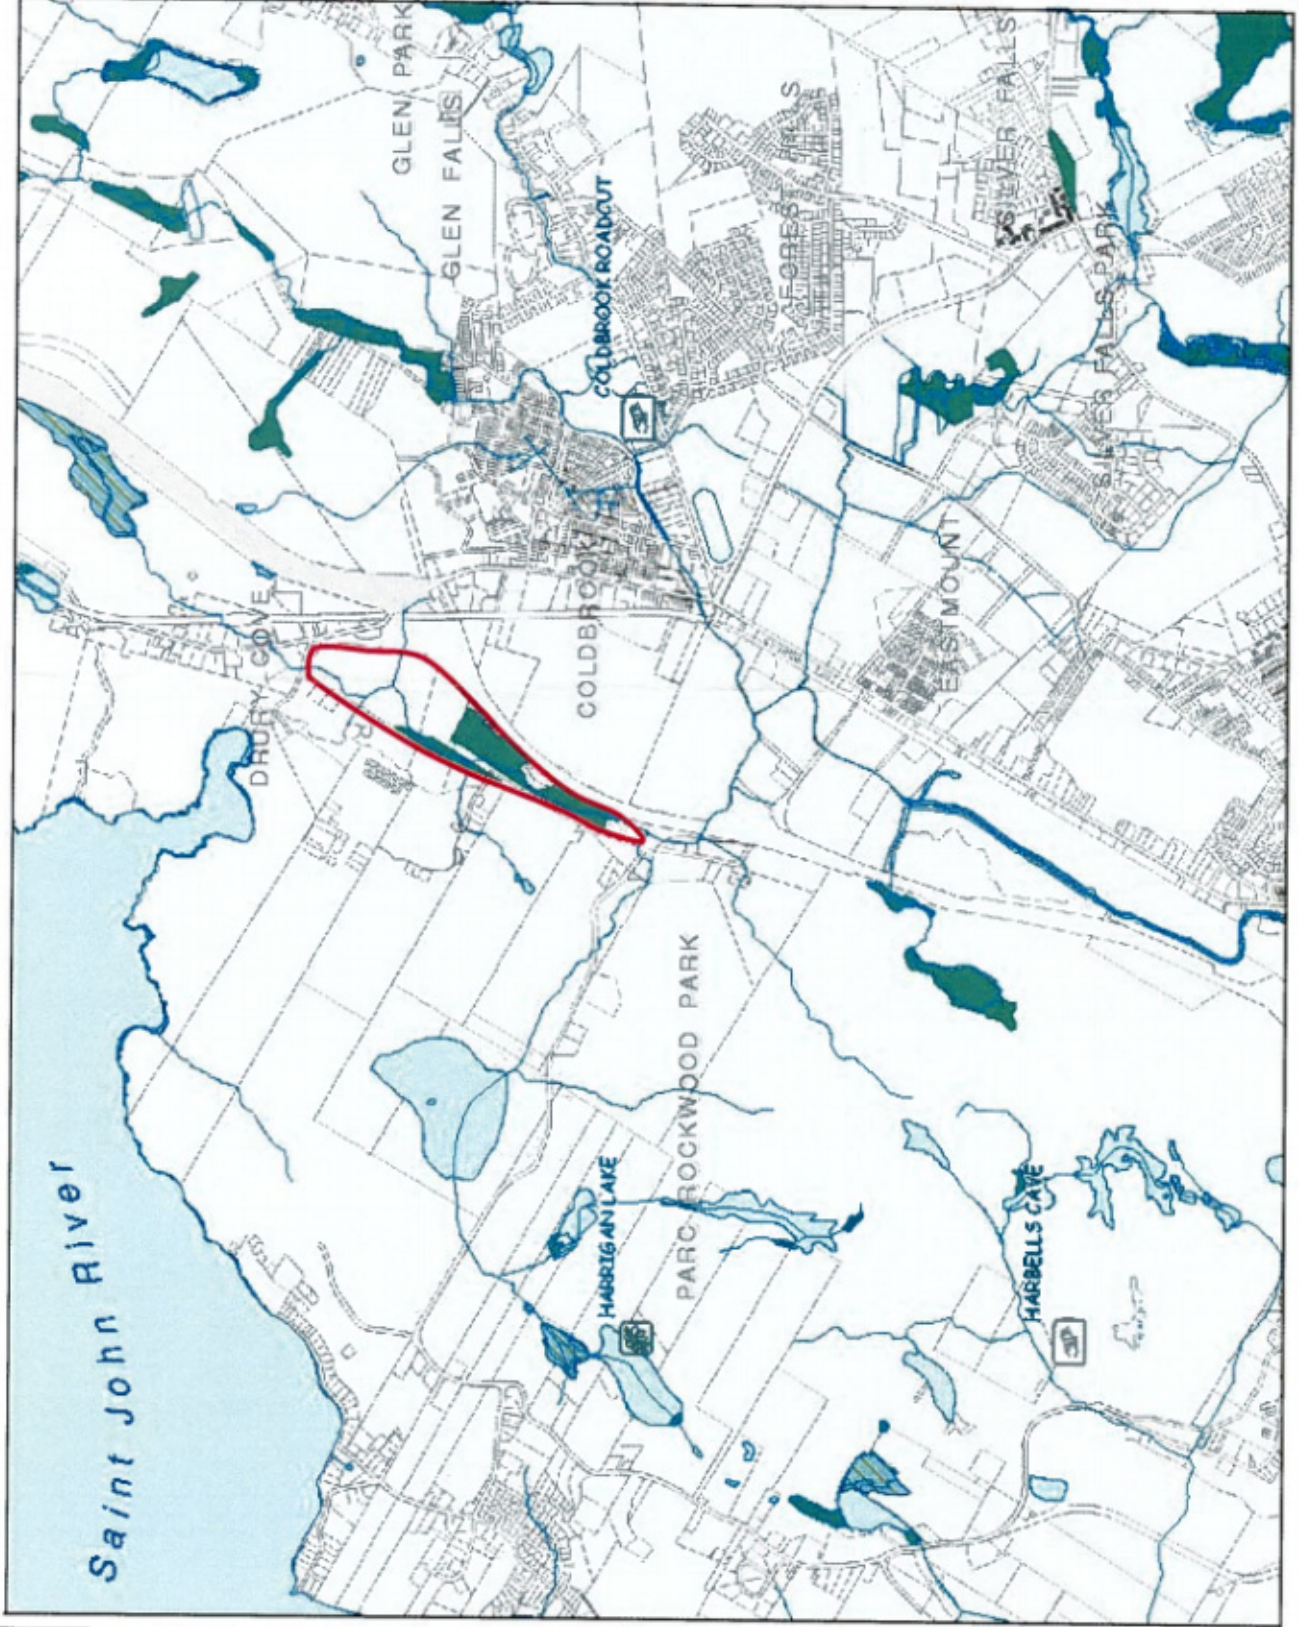 GLEN PARK
GLEN FALLS
COLDBROOK ROADCUT
FOREST HILLS
SILVER FALLS
SILVER FALLS PARK
DRURY COVE
COLDBROOK
EASTMOUNT
PARC ROCKWOOD PARK
Saint John River
HARRIGAN LAKE
HARBELLS CAVE